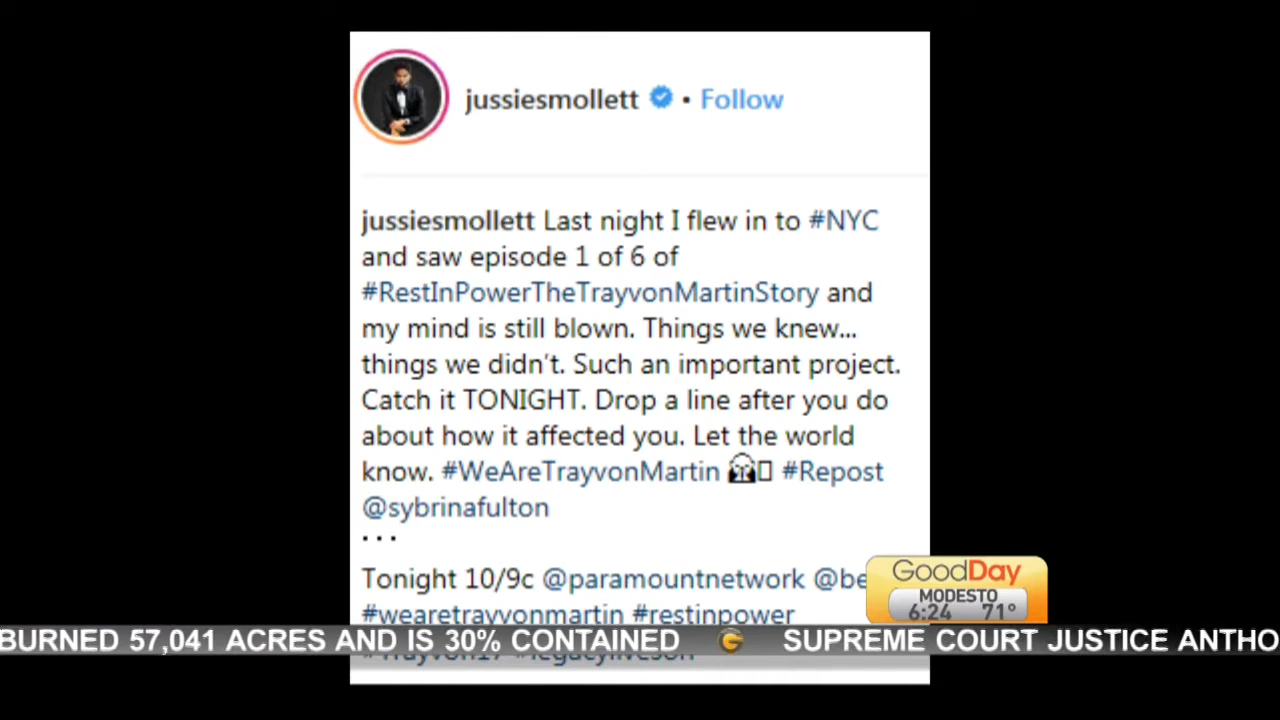 jussiesmollett • Follow
jussiesmollett Last night I flew in to #NYC
and saw episode 1 of 6 of
#RestInPowerTheTrayvonMartinStory and
my mind is still blown. Things we knew...
things we didn't. Such an important project.
Catch it TONIGHT. Drop a line after you do
about how it affected you. Let the world
know. #WeAreTrayvonMartin #Repost
@sybrinafulton
...
Tonight 10/9c @paramountnetwork @be
#wearetrayvonmartin #restinpower
GoodDay
MODESTO
6:24 71°
BURNED 57,041 ACRES AND IS 30% CONTAINED SUPREME COURT JUSTICE ANTHO